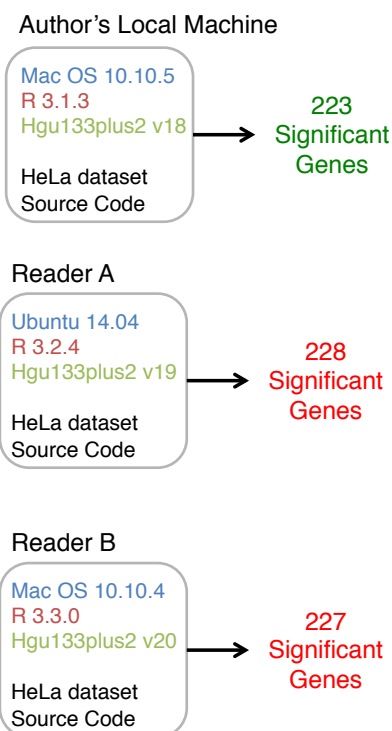 Author’s Local Machine
Mac OS 10.10.5
R 3.1.3
Hgu133plus2 v18
HeLa dataset
Source Code
223
Significant
Genes
Reader A
Ubuntu 14.04
R 3.2.4
Hgu133plus2 v19
HeLa dataset
Source Code
228
Significant
Genes
Reader B
Mac OS 10.10.4
R 3.3.0
Hgu133plus2 v20
HeLa dataset
Source Code
227
Significant
Genes